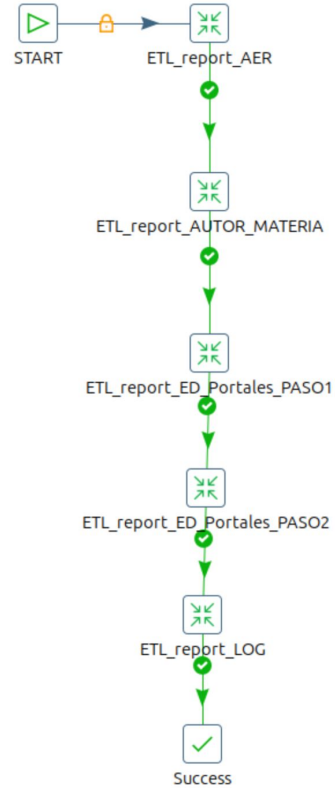 START
ETL_report_AER
ETL_report_AUTOR_MATERIA
ETL_report_ED_Portales_PASO1
ETL_report_ED_Portales_PASO2
ETL_report_LOG
Success